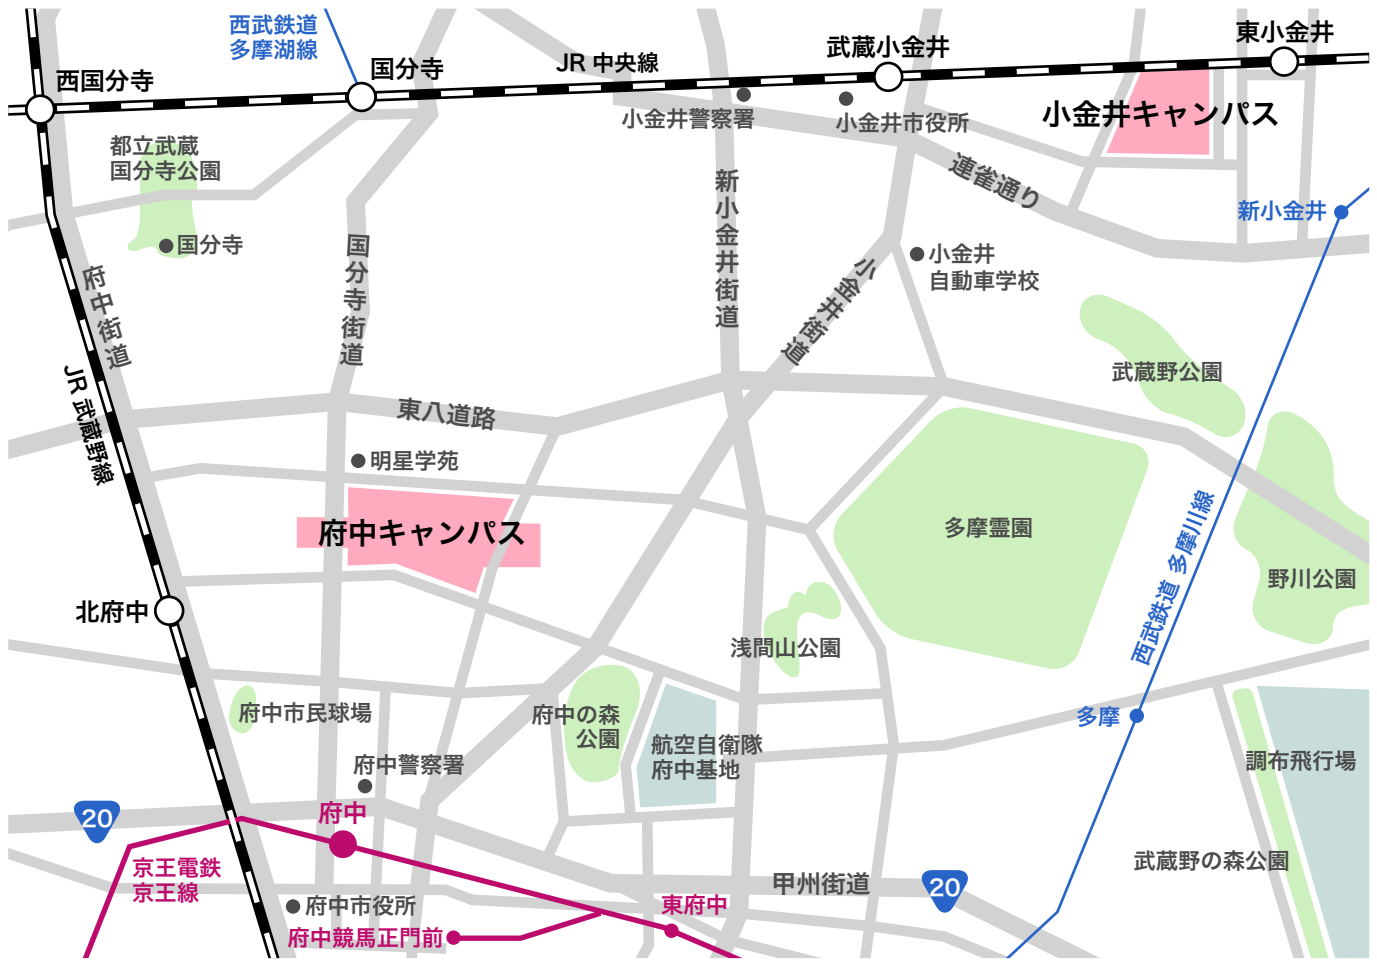 西武鉄道
多摩湖線
西国分寺
国分寺
JR 中央線
武蔵小金井
東小金井
小金井警察署
小金井市役所
小金井キャンパス
都立武蔵
国分寺公園
連雀通り
新小金井街道
新小金井
国分寺
国分寺街道
府中街道
小金井
自動車学校
小金井街道
JR 武蔵野線
武蔵野公園
東八道路
明星学苑
府中キャンパス
多摩霊園
西武鉄道 多摩川線
野川公園
北府中
浅間山公園
府中市民球場
府中の森
公園
航空自衛隊
府中基地
多摩
調布飛行場
府中警察署
20
府中
京王電鉄
京王線
武蔵野の森公園
甲州街道
20
府中市役所
東府中
府中競馬正門前